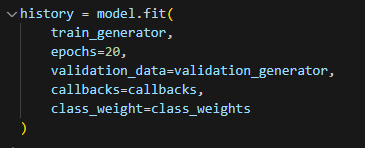 history = model.fit(
    train_generator,
    epochs=20,
    validation_data=validation_generator,
    callbacks=callbacks,
    class_weight=class_weights
)